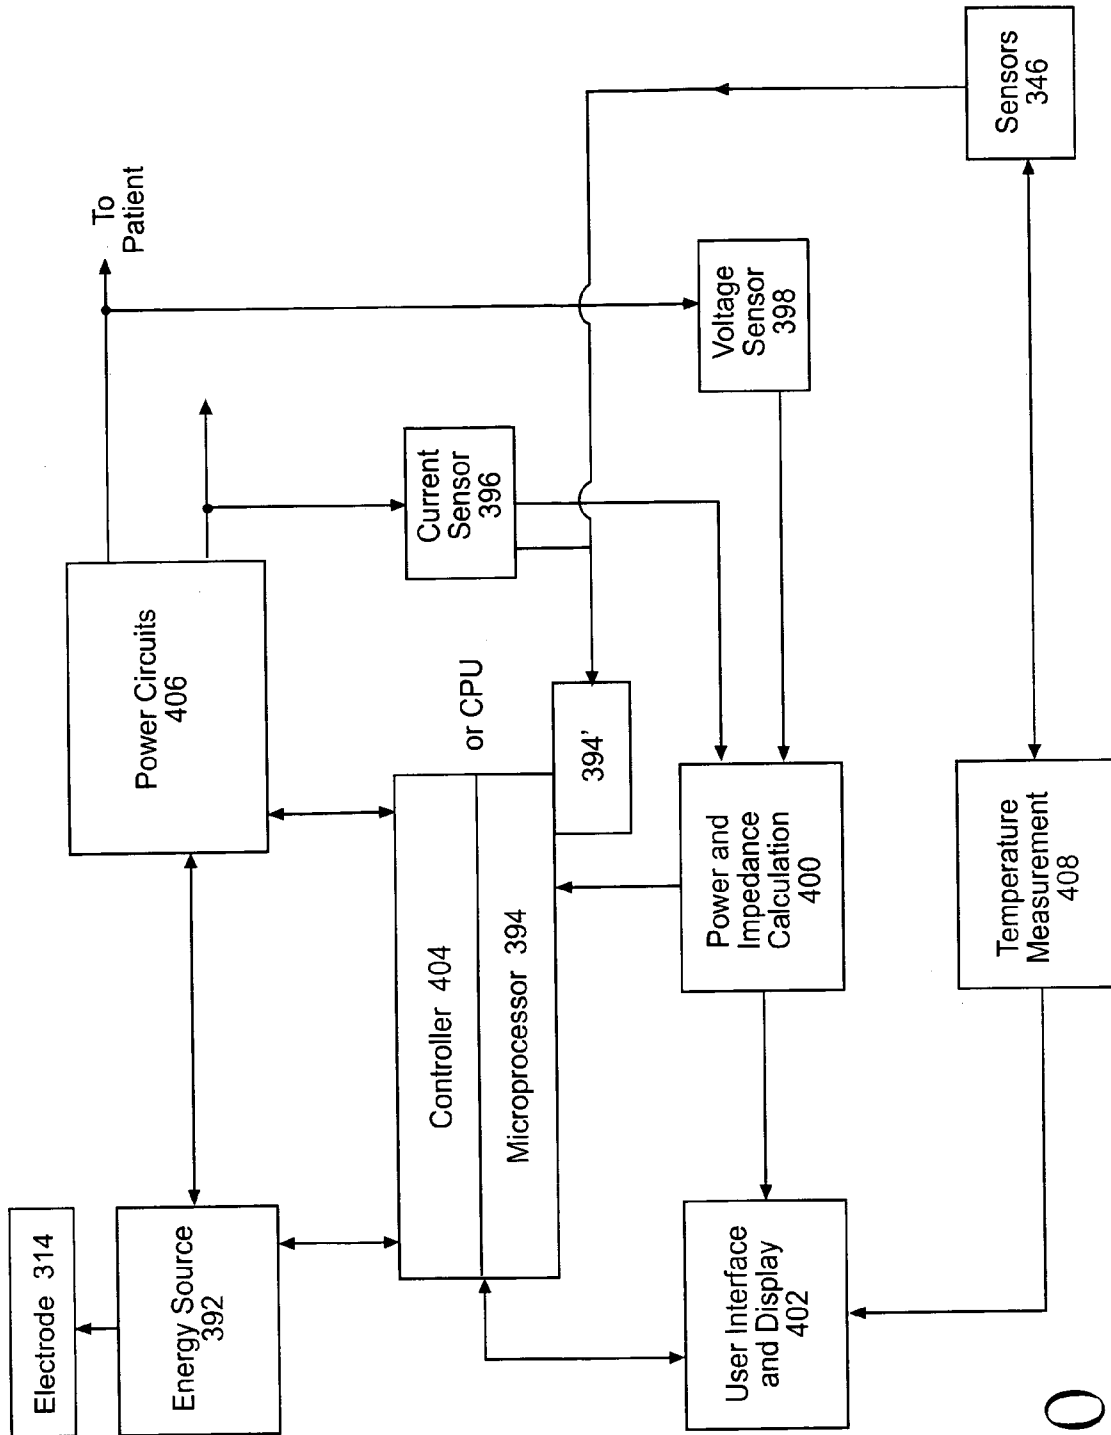 Electrode 314
Energy Source
392
Power Circuits
406
To
Patient
Controller 404
Microprocessor 394
or CPU
394'
Current
Sensor
396
Voltage
Sensor
398
Sensors
346
User Interface
and Display
402
Power and
Impedance
Calculation
400
Temperature
Measurement
408